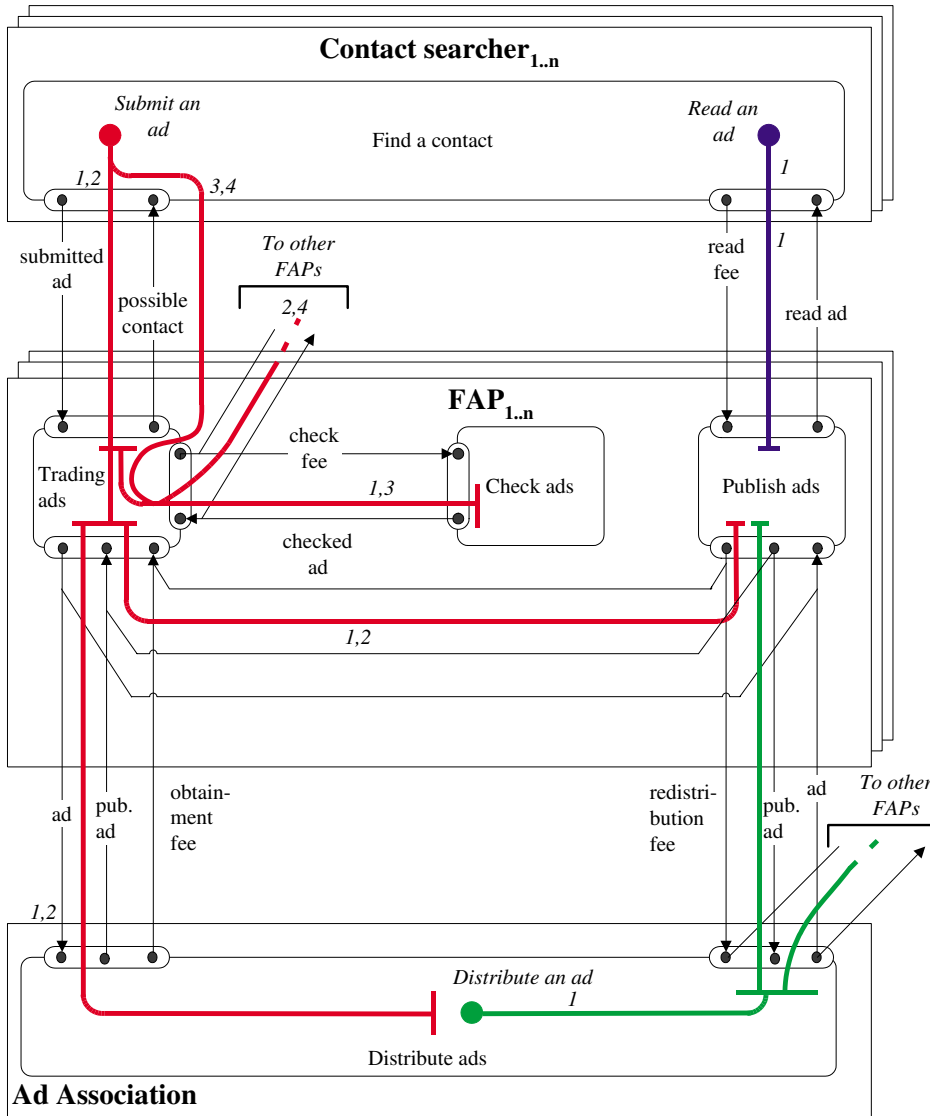 Contact searcher1..n
Submit an
ad
Read an
ad
Find a contact
1,2
3,4
1
submitted
ad
possible
contact
To other
FAPs
2,4
read
fee
1
read ad
FAP1..n
Trading
ads
check
fee
1,3
checked
ad
Check ads
Publish ads
1,2
ad
pub.
ad
obtain-
ment
fee
redistri-
bution
fee
pub.
ad
ad
To other
FAPs
1,2
Distribute an ad
1
Distribute ads
Ad Association